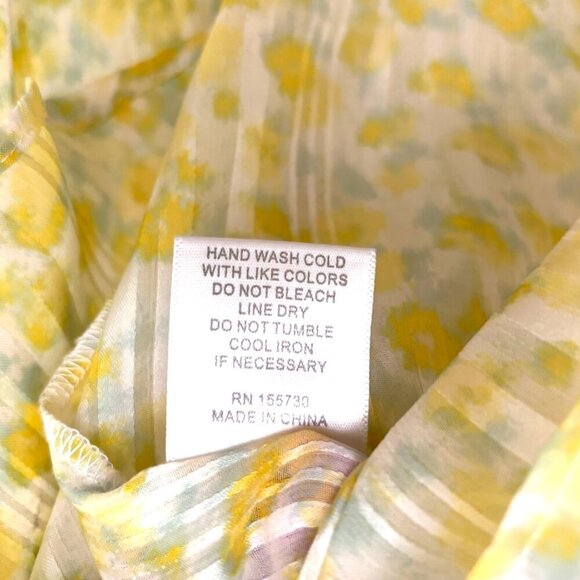 HAND WASH COLD
WITH LIKE COLORS
DO NOT BLEACH
LINE DRY
DO NOT TUMBLE
COOL IRON
IF NECESSARY
RN 155730
MADE IN CHINA